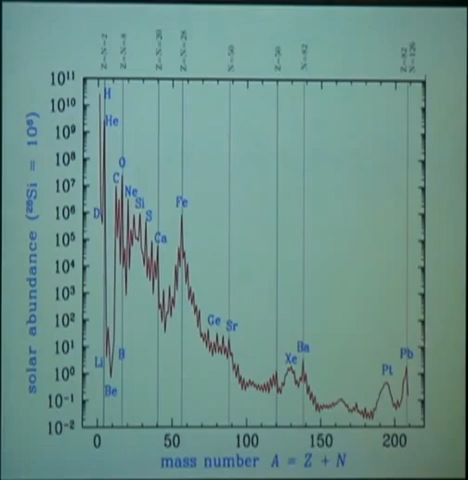 Z=N=2
Z=N=8
Z=N=20
Z=N=28
N=50
Z=50
N=82
Z=82
N=126
10¹¹
10¹⁰
10⁹
10⁸
10⁷
10⁶
10⁵
10⁴
10³
10²
10¹
10⁰
10⁻¹
10⁻²
solar abundance (²⁸Si = 10⁶)
H
He
D
Li
Be
B
C
O
Ne
Si
S
Ca
Fe
Ge
Sr
Xe
Ba
Pt
Pb
0 50 100 150 200
mass number A = Z + N